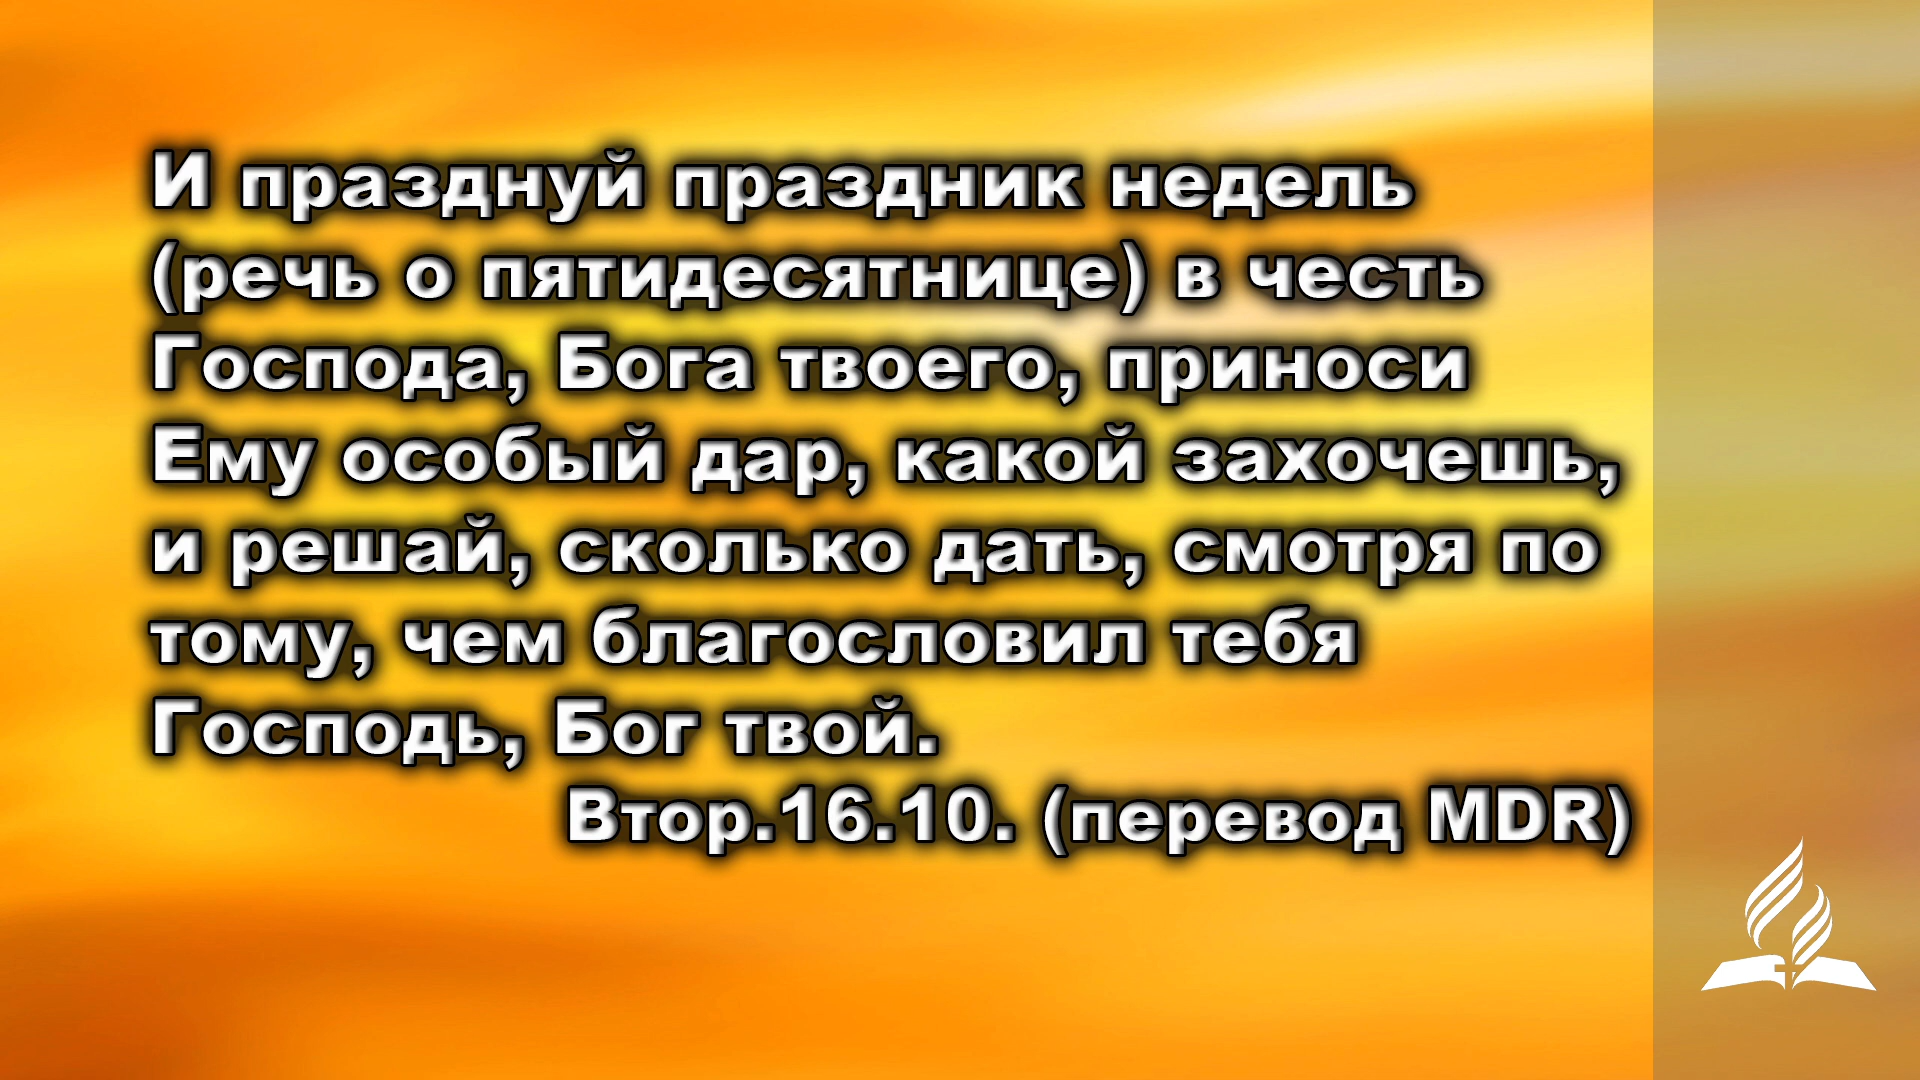 И празднуй праздник недель
(речь о пятидесятнице) в честь
Господа, Бога твоего, приноси
Ему особый дар, какой захочешь,
и решай, сколько дать, смотря по
тому, чем благословил тебя
Господь, Бог твой.
Втор.16.10. (перевод MDR)